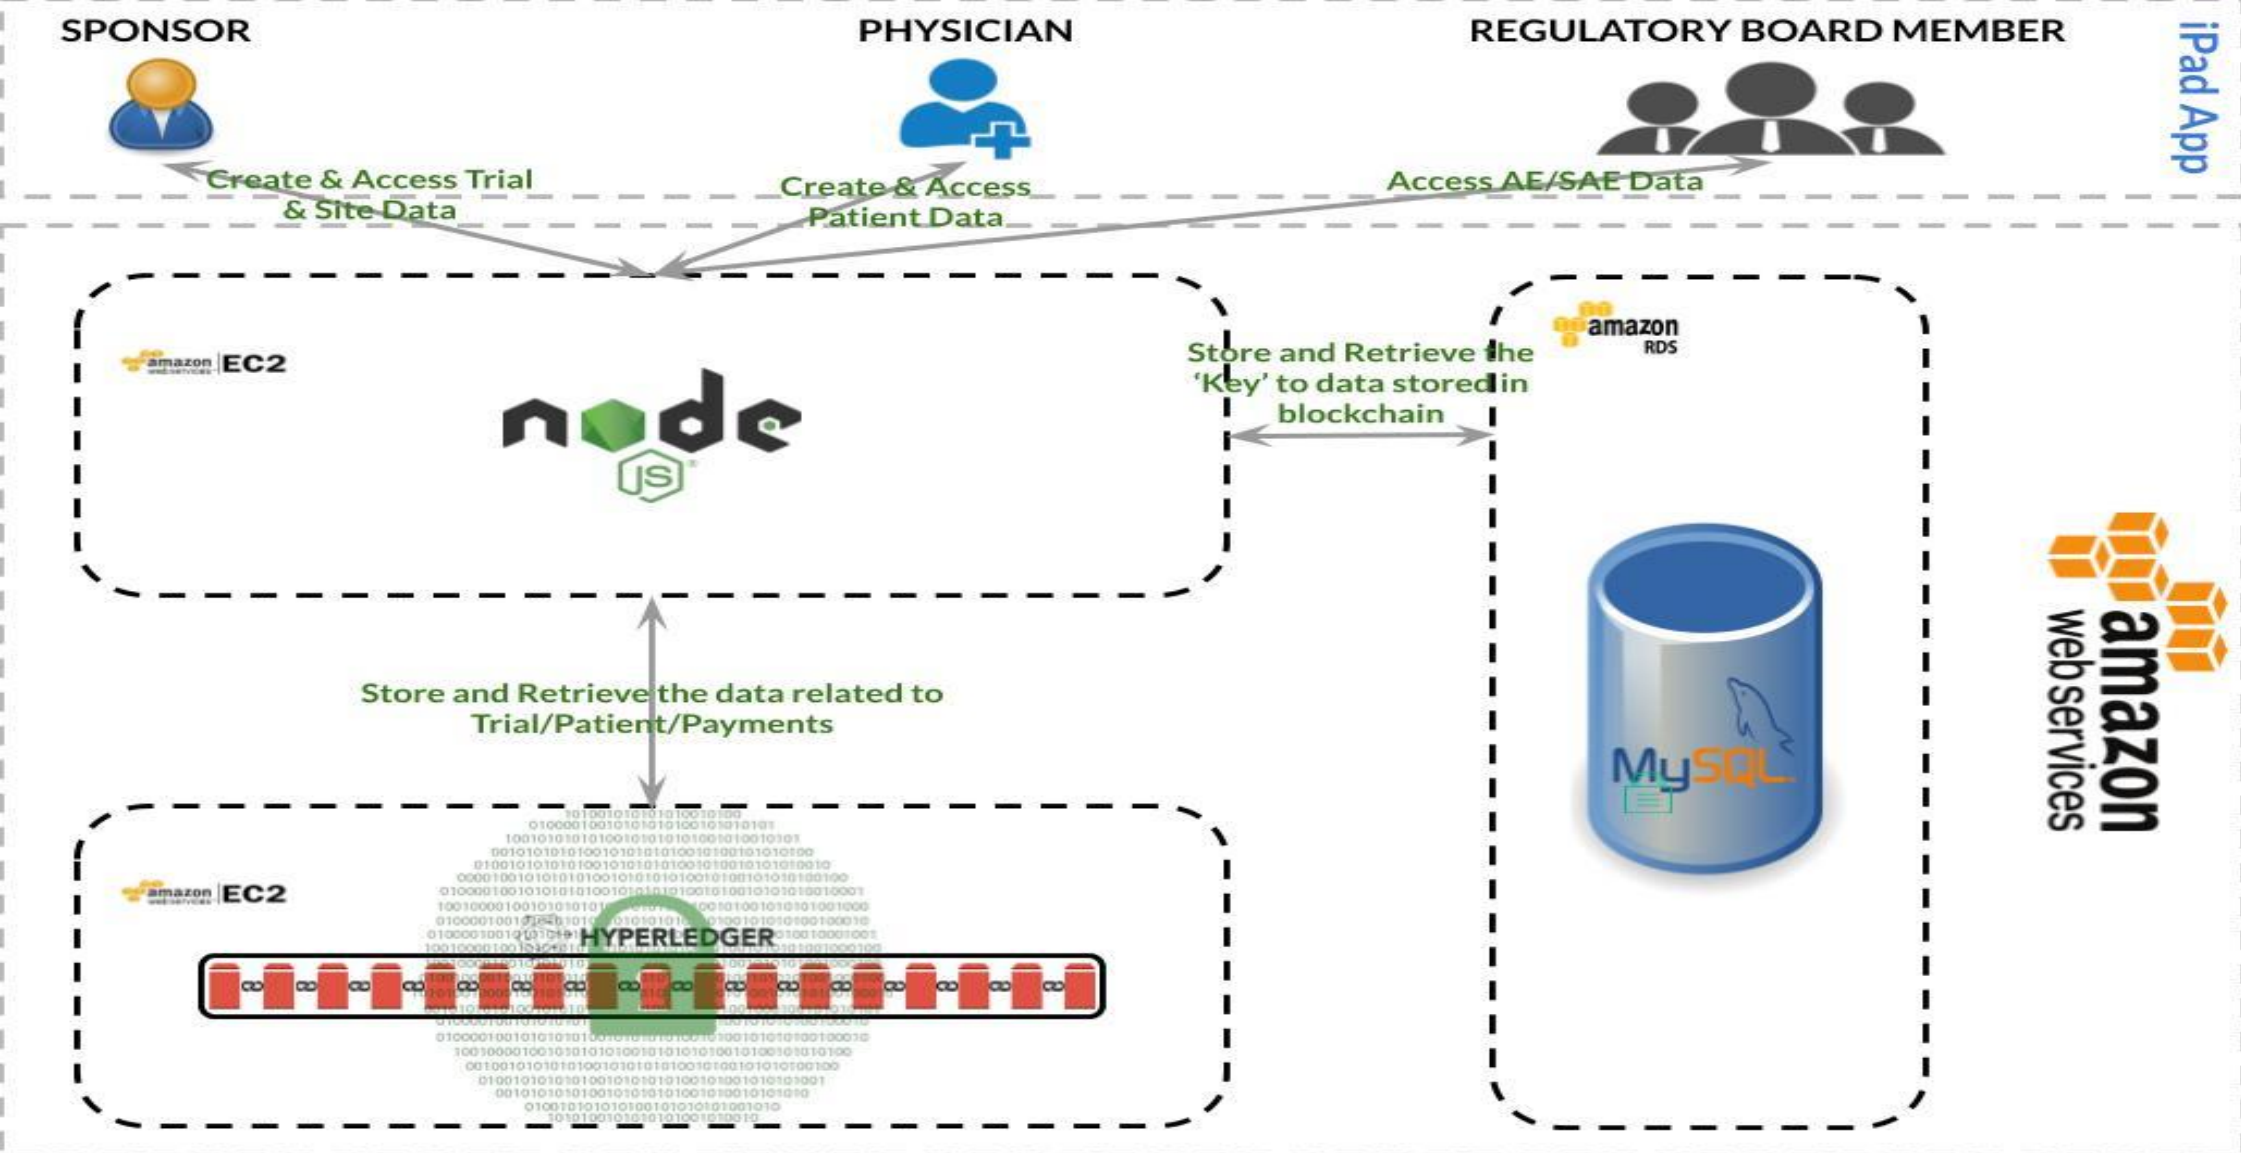 SPONSOR
PHYSICIAN
REGULATORY BOARD MEMBER
iPad App
Create & Access Trial
& Site Data
Create & Access
Patient Data
Access AE/SAE Data
amazon
EC2
node
JS
Store and Retrieve the
‘Key’ to data stored in
blockchain
amazon
RDS
MySQL
amazon
webservices
Store and Retrieve the data related to
Trial/Patient/Payments
amazon
EC2
HYPERLEDGER